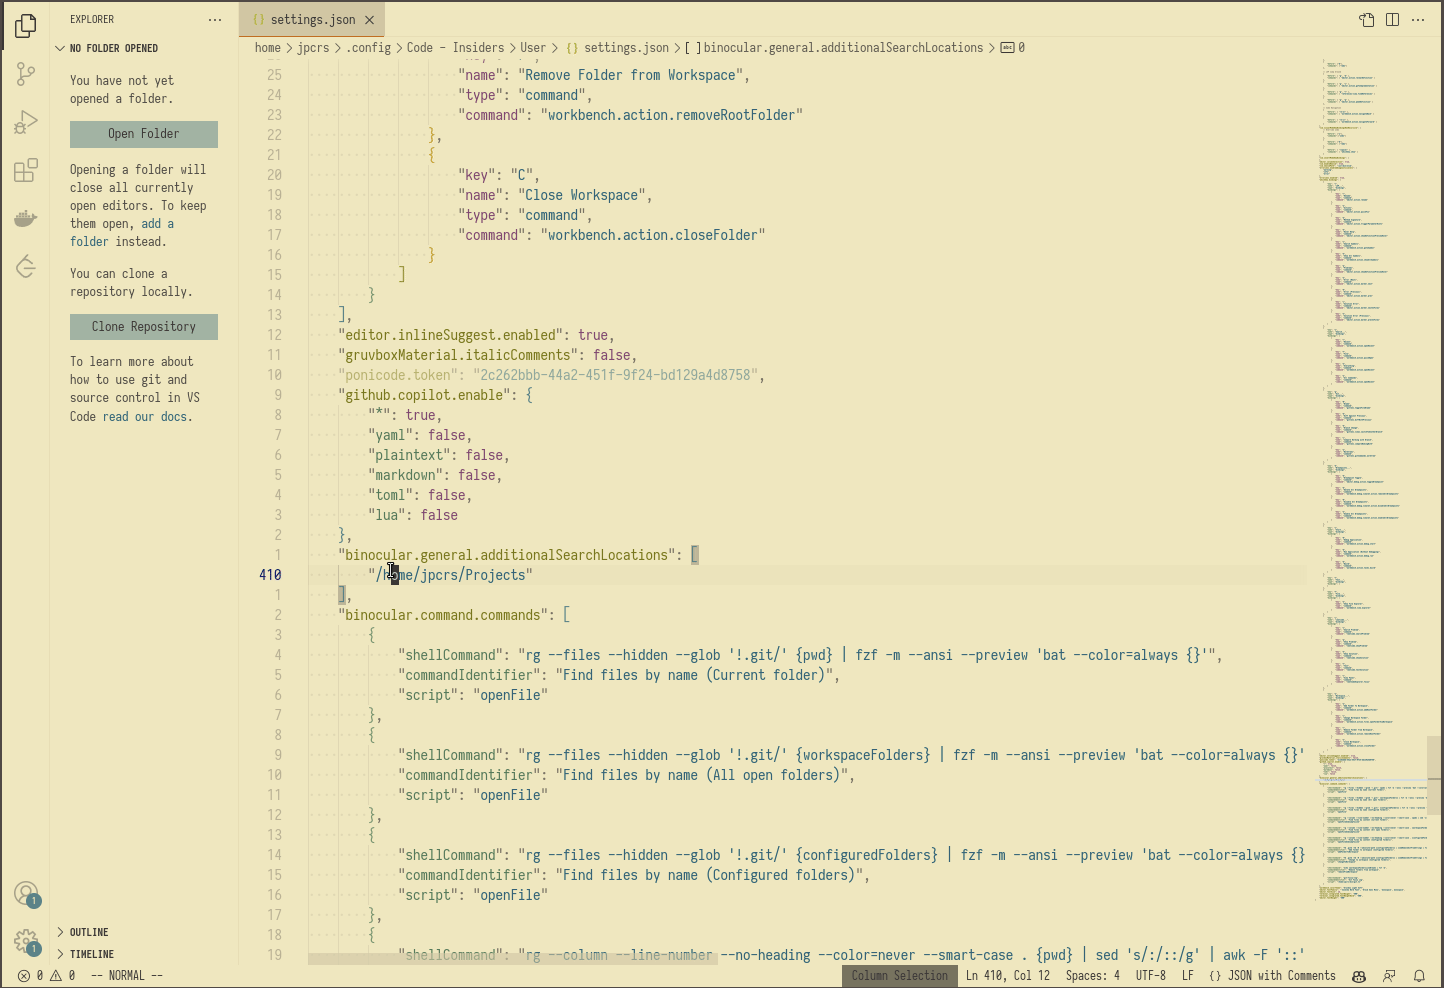 EXPLORER
NO FOLDER OPENED
You have not yet
opened a folder.
Open Folder
Opening a folder will
close all currently
open editors. To keep
them open, add a
folder instead.
You can clone a
repository locally.
Clone Repository
To learn more about
how to use git and
source control in VS
Code read our docs.
OUTLINE
TIMELINE
{} settings.json
home > jpcrs > .config > Code - Insiders > User > {} settings.json > [ ] binocular.general.additionalSearchLocations > abc 0
25 "name": "Remove Folder from Workspace",
24 "type": "command",
23 "command": "workbench.action.removeRootFolder"
22 },
21 {
20 "key": "C",
19 "name": "Close Workspace",
18 "type": "command",
17 "command": "workbench.action.closeFolder"
16 }
15 ]
14 }
13 ],
12 "editor.inlineSuggest.enabled": true,
11 "gruvboxMaterial.italicComments": false,
10 "ponicode.token": "2c262bbb-44a2-451f-9f24-bd129a4d8758",
9 "github.copilot.enable": {
8 "*": true,
7 "yaml": false,
6 "plaintext": false,
5 "markdown": false,
4 "toml": false,
3 "lua": false
2 },
1 "binocular.general.additionalSearchLocations": [
410 "/home/jpcrs/Projects"
1 ],
2 "binocular.command.commands": [
3 {
4 "shellCommand": "rg --files --hidden --glob '!.git/' {pwd} | fzf -m --ansi --preview 'bat --color=always {}'",
5 "commandIdentifier": "Find files by name (Current folder)",
6 "script": "openFile"
7 },
8 {
9 "shellCommand": "rg --files --hidden --glob '!.git/' {workspaceFolders} | fzf -m --ansi --preview 'bat --color=always {}'
10 "commandIdentifier": "Find files by name (All open folders)",
11 "script": "openFile"
12 },
13 {
14 "shellCommand": "rg --files --hidden --glob '!.git/' {configuredFolders} | fzf -m --ansi --preview 'bat --color=always {}
15 "commandIdentifier": "Find files by name (Configured folders)",
16 "script": "openFile"
17 },
18 {
19 "shellCommand": "rg --column --line-number --no-heading --color=never --smart-case . {pwd} | sed 's/:/::/g' | awk -F '::'
1
1
0 0 -- NORMAL --
Column Selection Ln 410, Col 12 Spaces: 4 UTF-8 LF {} JSON with Comments